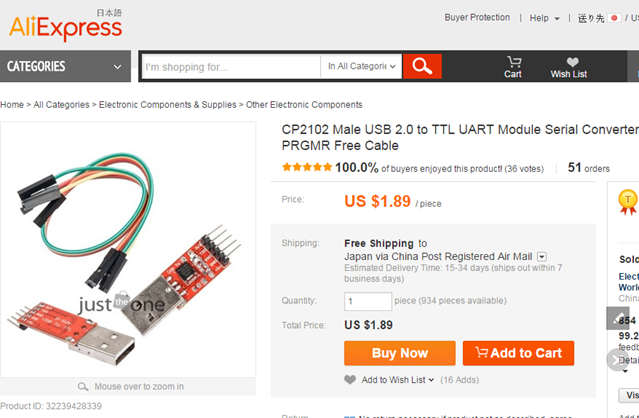 日本語
AliExpress
Buyer Protection | Help | 送り先 / US
CATEGORIES
I'm shopping for...
In All Categorie
Cart
Wish List
Home > All Categories > Electronic Components & Supplies > Other Electronic Components
CP2102 Male USB 2.0 to TTL UART Module Serial Converter
PRGMR Free Cable
100.0% of buyers enjoyed this product! (36 votes)
51 orders
Price:
US $1.89 / piece
Shipping:
Free Shipping to
Japan via China Post Registered Air Mail
Estimated Delivery Time: 15-34 days (ships out within 7
business days)
Quantity:
1
piece (934 pieces available)
Total Price:
US $1.89
Buy Now
Add to Cart
Add to Wish List
(16 Adds)
just the one
Mouse over to zoom in
Product ID: 32239428339
T
Sold
Elect
World
China
854
99.2
feedb
Detai
Vis